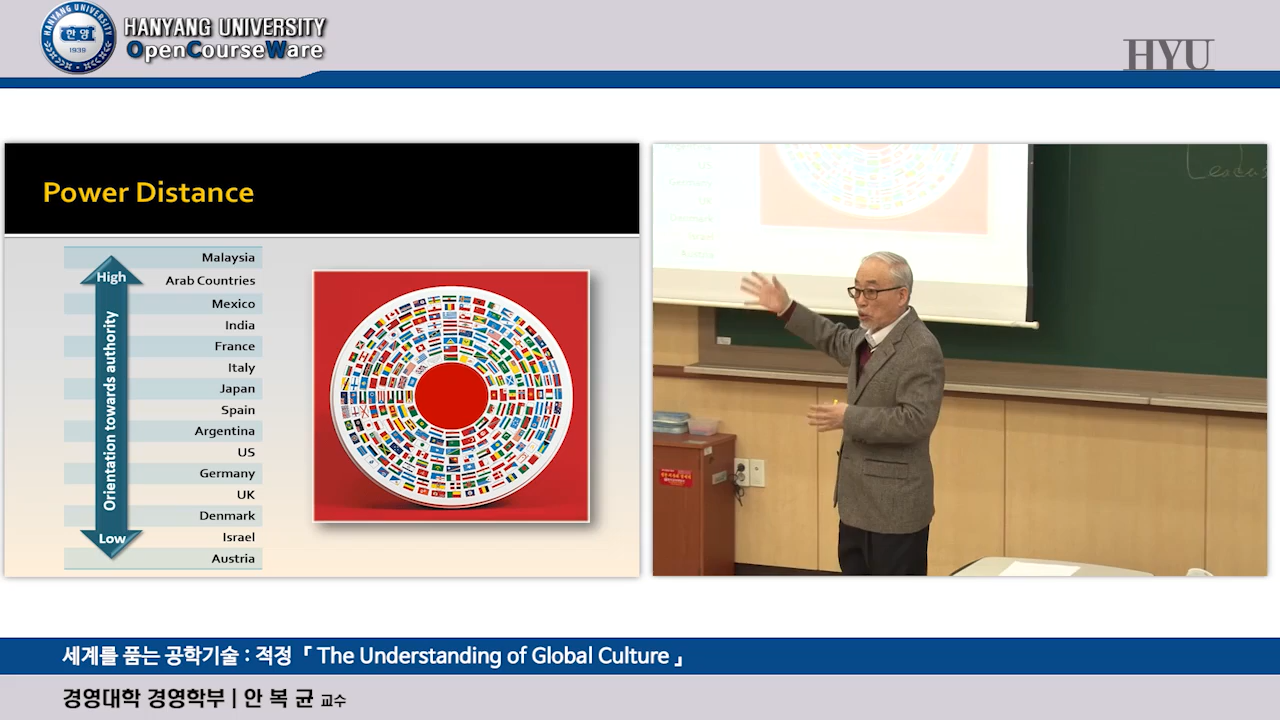 HANYANG UNIVERSITY
한양
1939
HANYANG UNIVERSITY
OpenCourseWare
HYU
Power Distance
High
Orientation towards authority
Low
Malaysia
Arab Countries
Mexico
India
France
Italy
Japan
Spain
Argentina
US
Germany
UK
Denmark
Israel
Austria
세계를 품는 공학기술 : 적정 「 The Understanding of Global Culture 」
경영대학 경영학부 | 안 복 균 교수